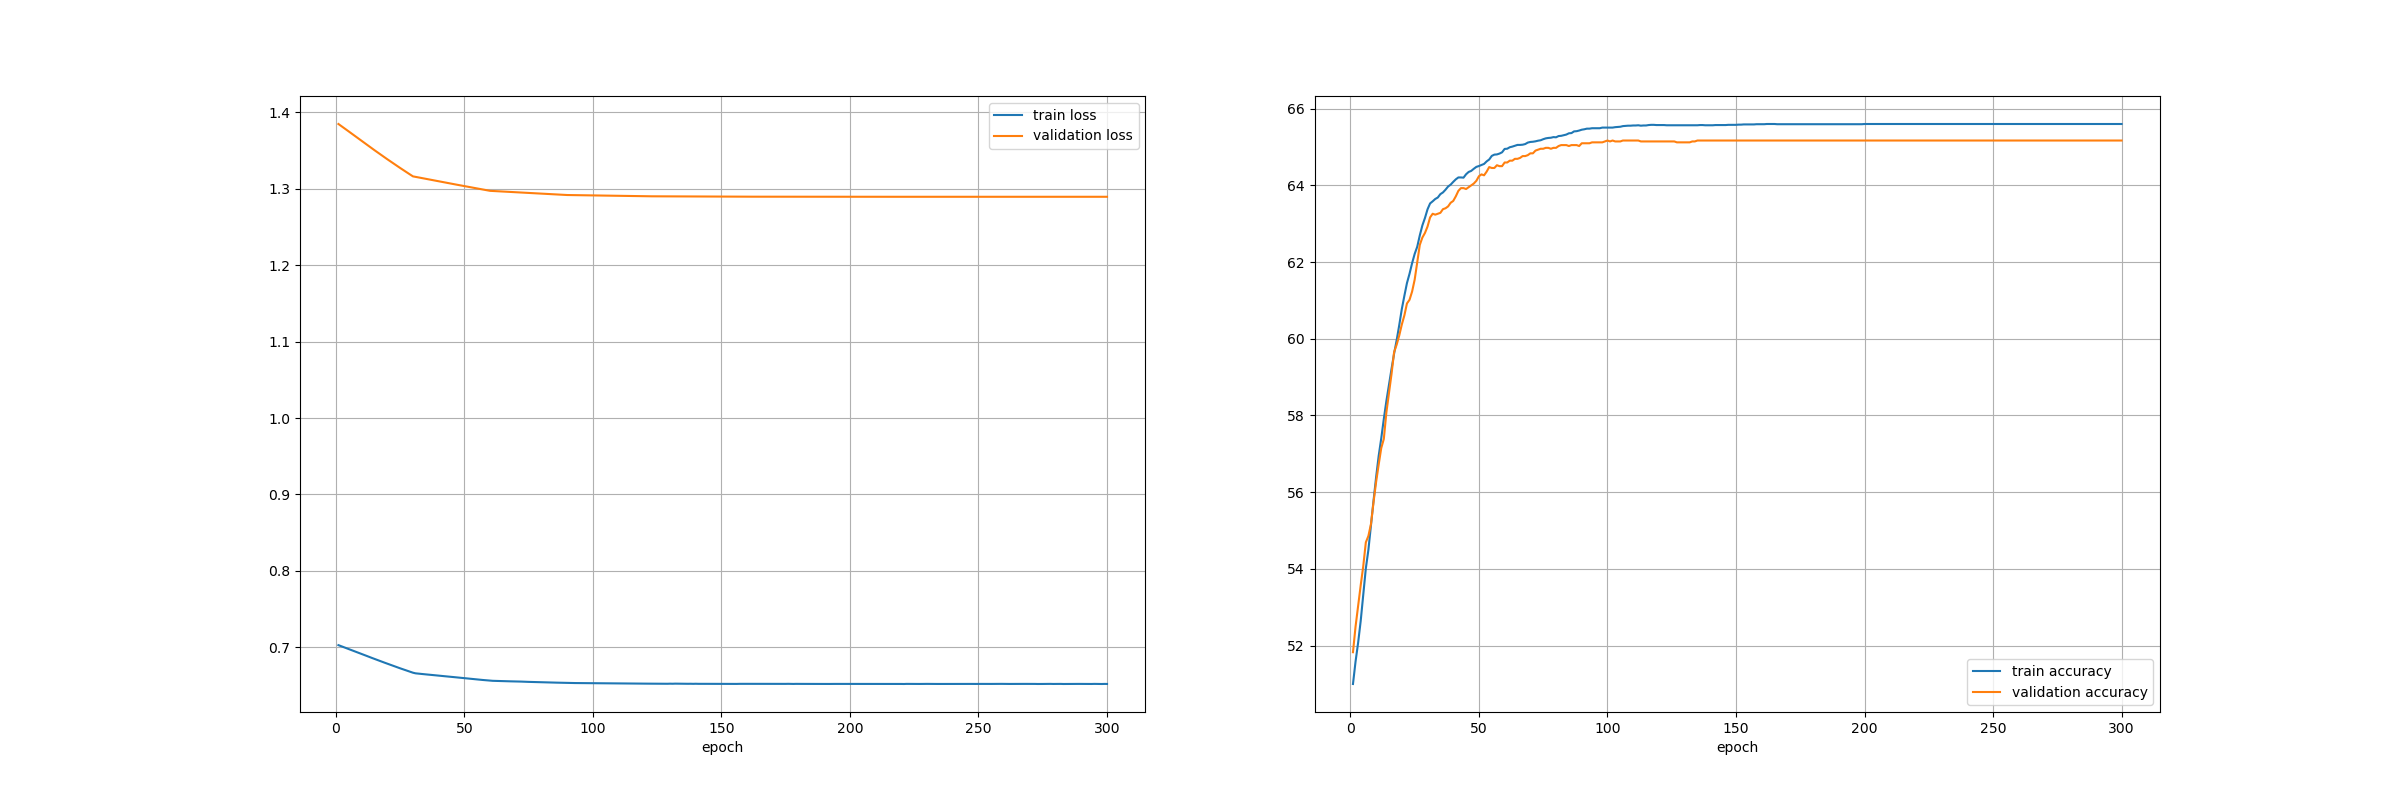 1.4
1.3
1.2
1.1
1.0
0.9
0.8
0.7
0 50 100 150 200 250 300
epoch
train loss
validation loss
66
64
62
60
58
56
54
52
0 50 100 150 200 250 300
epoch
train accuracy
validation accuracy